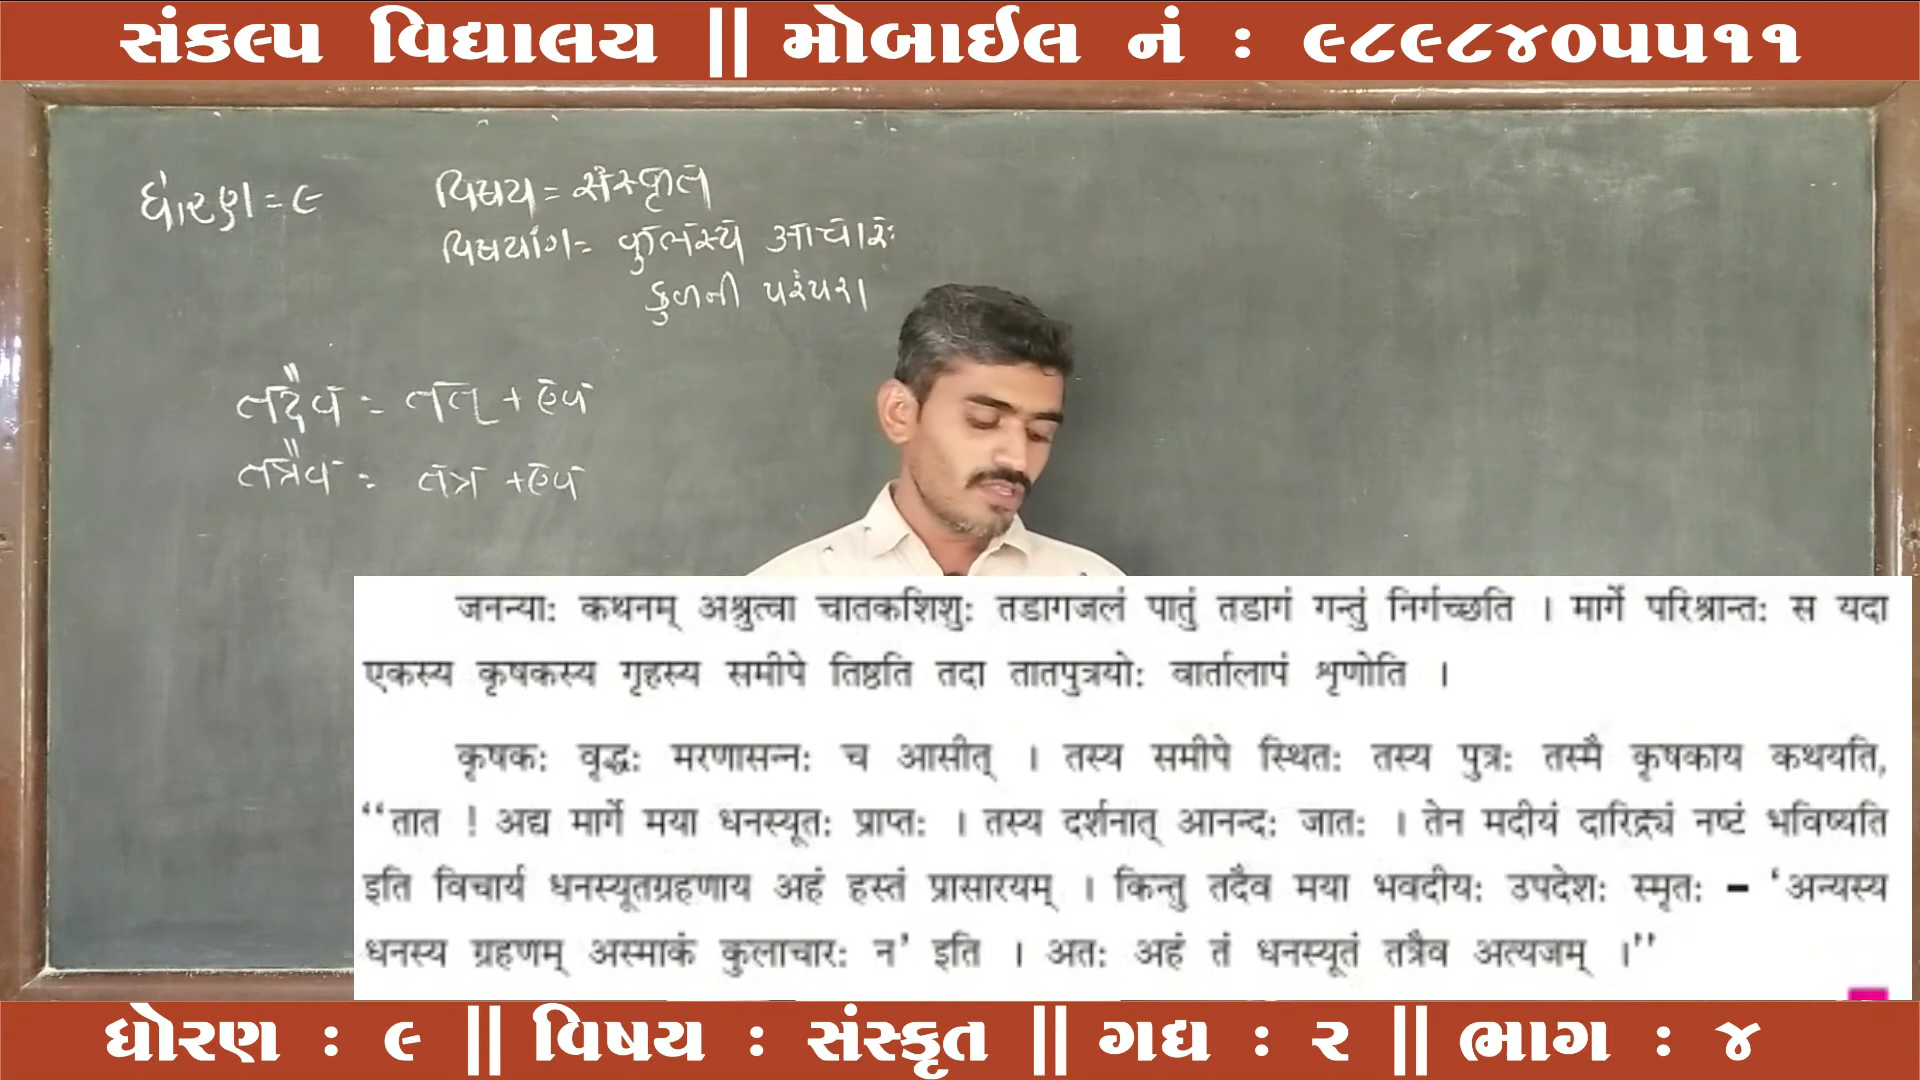 સંકલ્પ વિદ્યાલય || મોબાઈલ નં : ૯૮૯૮૪૦૫૫૧૧
ધોરણ = ૯
વિષય = સંસ્કૃત
વિષયાંગ = कुलस्य आचारः
કુળની પરંપરા
तदैव = तत् + एव
तत्रैव = तत्र + एव
जनन्याः कथनम् अश्रुत्वा चातकशिशुः तडागजलं पातुं तडागं गन्तुं निर्गच्छति । मार्गे परिश्रान्तः स यदा
एकस्य कृषकस्य गृहस्य समीपे तिष्ठति तदा तातपुत्रयोः वार्तालापं शृणोति ।
कृषकः वृद्धः मरणासन्नः च आसीत् । तस्य समीपे स्थितः तस्य पुत्रः तस्मै कृषकाय कथयति,
“तात ! अद्य मार्गे मया धनस्यूतः प्राप्तः । तस्य दर्शनात् आनन्दः जातः । तेन मदीयं दारिद्र्यं नष्टं भविष्यति
इति विचार्य धनस्यूतग्रहणाय अहं हस्तं प्रासारयम् । किन्तु तदैव मया भवदीयः उपदेशः स्मृतः – ‘अन्यस्य
धनस्य ग्रहणम् अस्माकं कुलाचारः न’ इति । अतः अहं तं धनस्यूतं तत्रैव अत्यजम् ।”
ધોરણ : ૯ || વિષય : સંસ્કૃત || ગદ્ય : ૨ || ભાગ : ૪